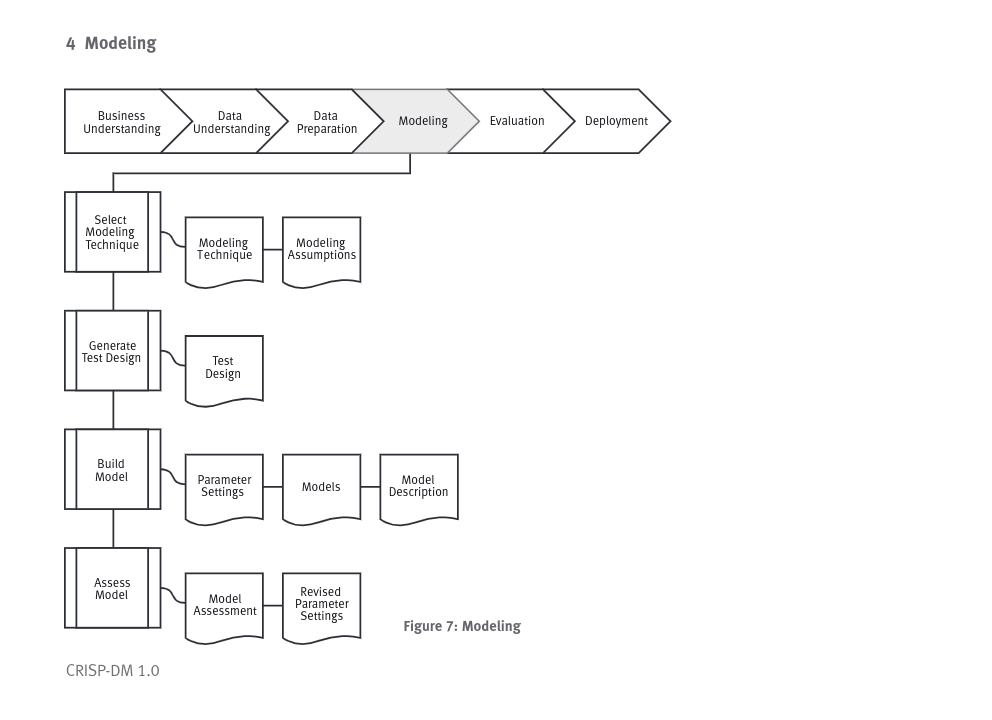 4 Modeling
Business
Understanding
Data
Understanding
Data
Preparation
Modeling
Evaluation
Deployment
Select
Modeling
Technique
Modeling
Technique
Modeling
Assumptions
Generate
Test Design
Test
Design
Build
Model
Parameter
Settings
Models
Model
Description
Assess
Model
Model
Assessment
Revised
Parameter
Settings
Figure 7: Modeling
CRISP-DM 1.0